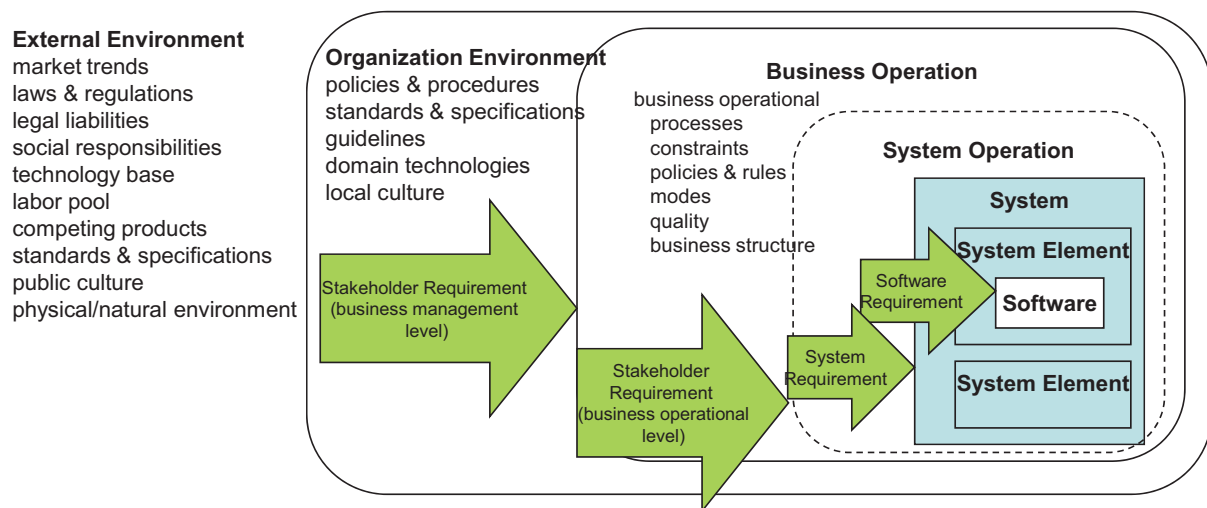 External Environment
market trends
laws & regulations
legal liabilities
social responsibilities
technology base
labor pool
competing products
standards & specifications
public culture
physical/natural environment
Organization Environment
policies & procedures
standards & specifications
guidelines
domain technologies
local culture
Stakeholder Requirement
(business management
level)
Business Operation
business operational
processes
constraints
policies & rules
modes
quality
business structure
Stakeholder
Requirement
(business operational
level)
System Operation
System
Requirement
Software
Requirement
System
System Element
Software
System Element